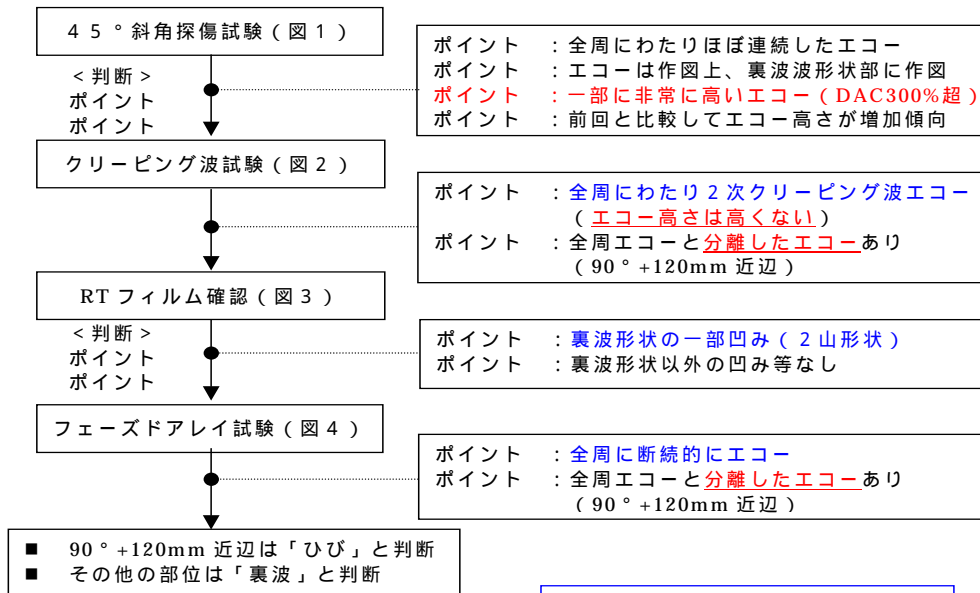 ４５°斜角探傷試験（図１）
ポイント ：全周にわたりほぼ連続したエコー
ポイント ：エコーは作図上、裏波波形状部に作図
ポイント ：一部に非常に高いエコー（DAC300%超）
ポイント ：前回と比較してエコー高さが増加傾向
＜判断＞
ポイント
ポイント
クリーピング波試験（図２）
ポイント ：全周にわたり２次クリーピング波エコー
（エコー高さは高くない）
ポイント ：全周エコーと分離したエコーあり
（90°+120mm 近辺）
RT フィルム確認（図３）
＜判断＞
ポイント
ポイント
ポイント ：裏波形状の一部凹み（２山形状）
ポイント ：裏波形状以外の凹み等なし
フェーズドアレイ試験（図４）
ポイント ：全周に断続的にエコー
ポイント ：全周エコーと分離したエコーあり
（90°+120mm 近辺）
■ 90°+120mm 近辺は「ひび」と判断
■ その他の部位は「裏波」と判断